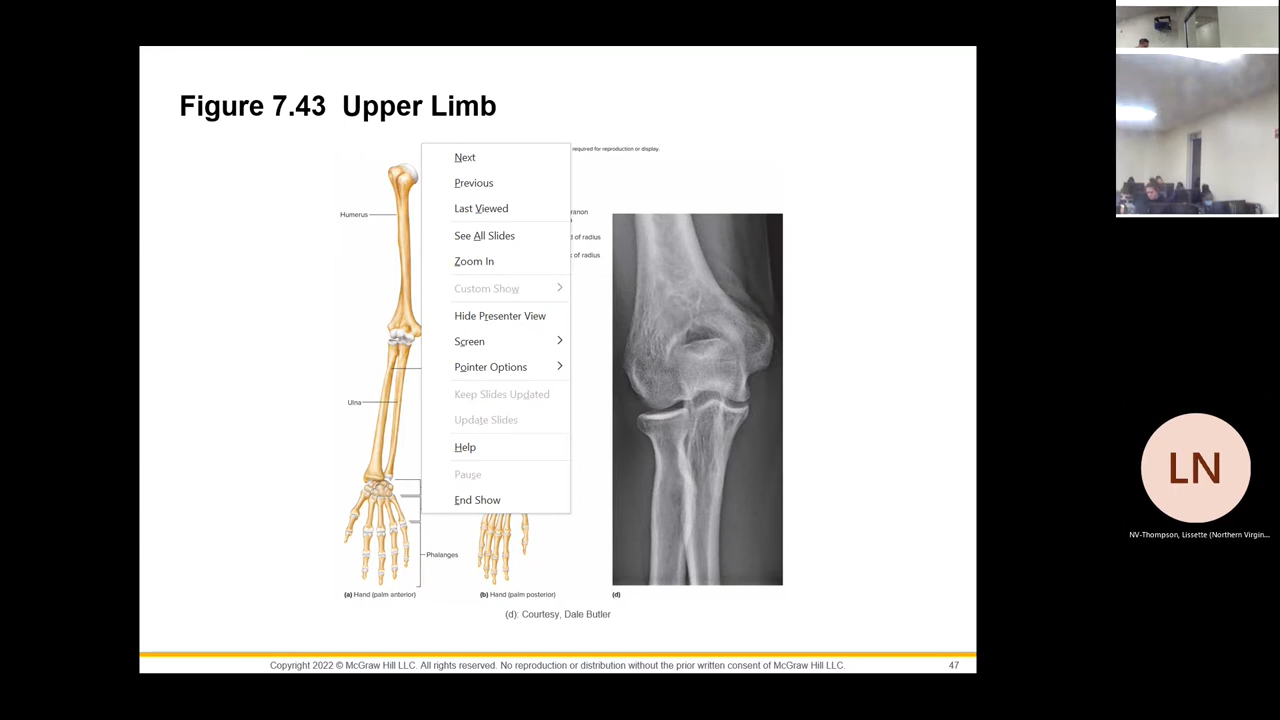 Figure 7.43 Upper Limb
required for reproduction or display.
Next
Previous
Last Viewed
See All Slides
Zoom In
Custom Show
Hide Presenter View
Screen
Pointer Options
Keep Slides Updated
Update Slides
Help
Pause
End Show
Humerus
ranon
d of radius
k of radius
Ulna
Phalanges
(a) Hand (palm anterior)
(b) Hand (palm posterior)
(d)
(d): Courtesy, Dale Butler
Copyright 2022 © McGraw Hill LLC. All rights reserved. No reproduction or distribution without the prior written consent of McGraw Hill LLC.
47
LN
NV-Thompson, Lissette (Northern Virgin...